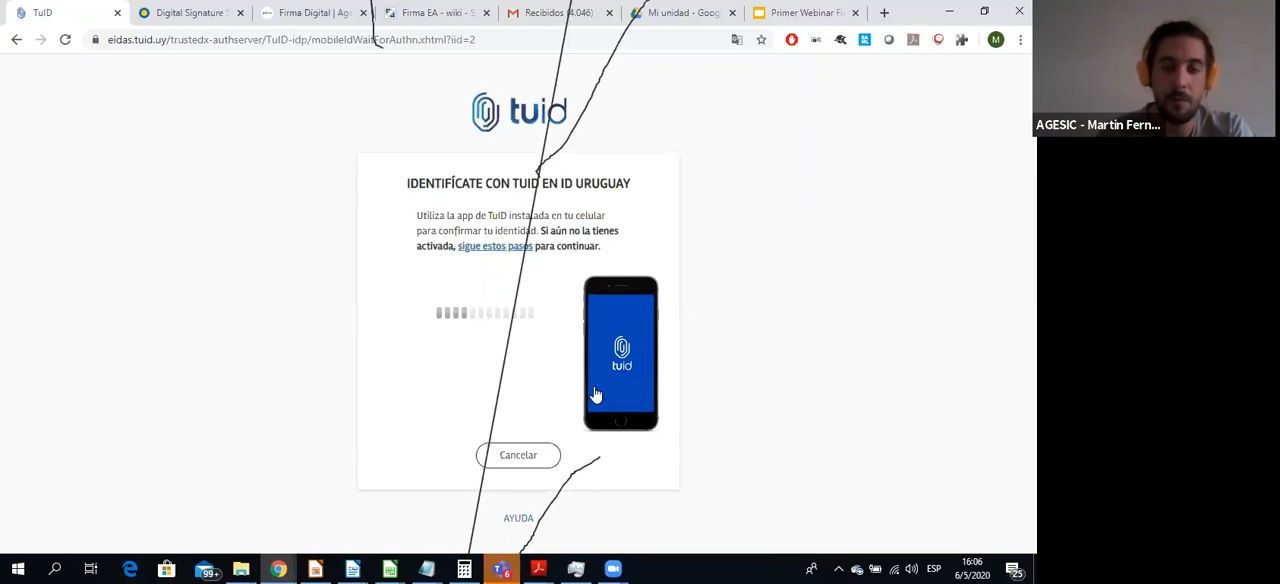 TuID
Digital Signature S
Firma Digital | Age
Firma EA - wiki - S
Recibidos (4.046)
Mi unidad - Goog
Primer Webinar Fi
eidas.tuid.uy/trustedx-authserver/TuID-idp/mobileIdWaitForAuthn.xhtml?iid=2
M
AGESIC - Martin Fern...
tuid
IDENTIFÍCATE CON TUID EN ID URUGUAY
Utiliza la app de TuID instalada en tu celular
para confirmar tu identidad. Si aún no la tienes
activada, sigue estos pasos para continuar.
tuid
Cancelar
AYUDA
99+
6
ESP
16:06
6/5/2020
25